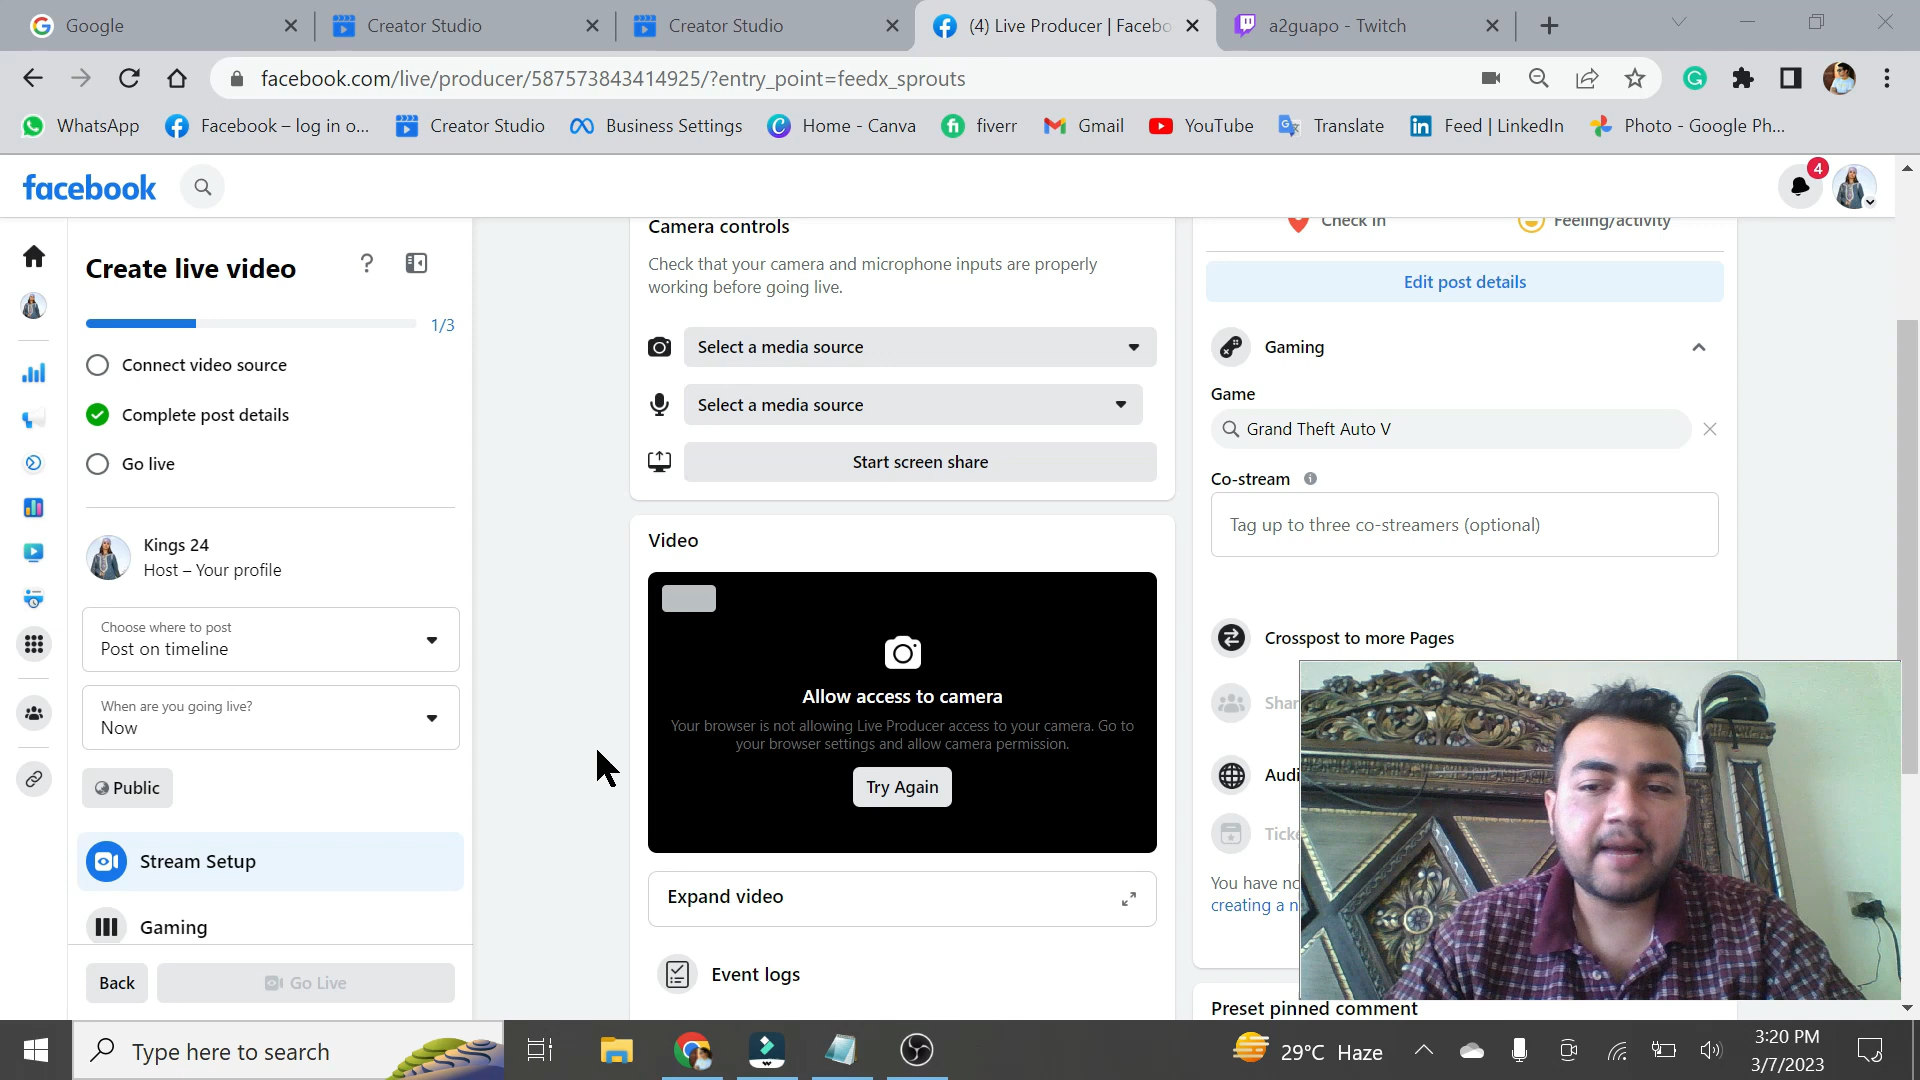 Google
Creator Studio
Creator Studio
(4) Live Producer | Facebo
a2guapo - Twitch
facebook.com/live/producer/587573843414925/?entry_point=feedx_sprouts
WhatsApp
Facebook – log in o...
Creator Studio
Business Settings
Home - Canva
fiverr
Gmail
YouTube
Translate
Feed | LinkedIn
Photo - Google Ph...
facebook
4
Create live video
1/3
Connect video source
Complete post details
Go live
Kings 24
Host – Your profile
Choose where to post
Post on timeline
When are you going live?
Now
Public
Stream Setup
Gaming
Back
Go Live
Camera controls
Check that your camera and microphone inputs are properly
working before going live.
Select a media source
Select a media source
Start screen share
Video
Allow access to camera
Your browser is not allowing Live Producer access to your camera. Go to
your browser settings and allow camera permission.
Try Again
Expand video
Event logs
Check in
Feeling/activity
Edit post details
Gaming
Game
Grand Theft Auto V
Co-stream
Tag up to three co-streamers (optional)
Crosspost to more Pages
Shar
Audi
Ticke
You have no
creating a n
Preset pinned comment
Type here to search
29°C Haze
3:20 PM
3/7/2023